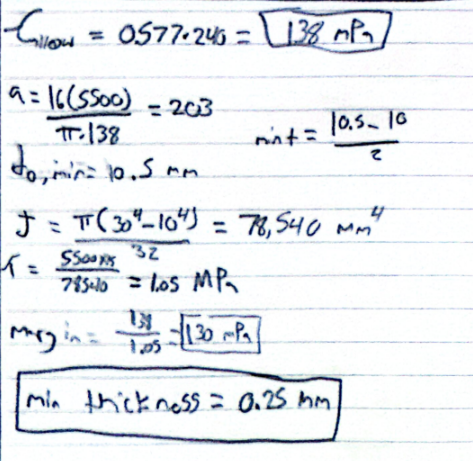 τallow = 0.577·240 = 138 mPa
a = 16(5500) / π·138 = 203
min t = 10.5 - 10 / 2
do, min = 10.5 mm
J = π(30⁴-10⁴) / 32 = 78,540 mm⁴
τ = 5500·15 / 78540 = 1.05 MPa
margin = 138 / 1.05 = 130 mPa
min thickness = 0.25 mm